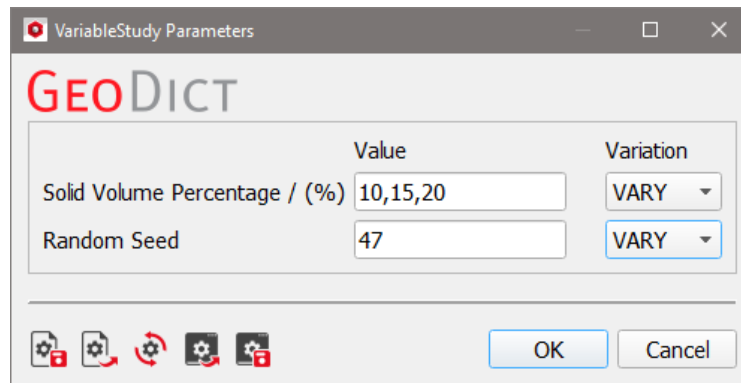 VariableStudy Parameters
GEODICT
Value Variation
Solid Volume Percentage / (%) 10,15,20 VARY
Random Seed 47 VARY
OK Cancel